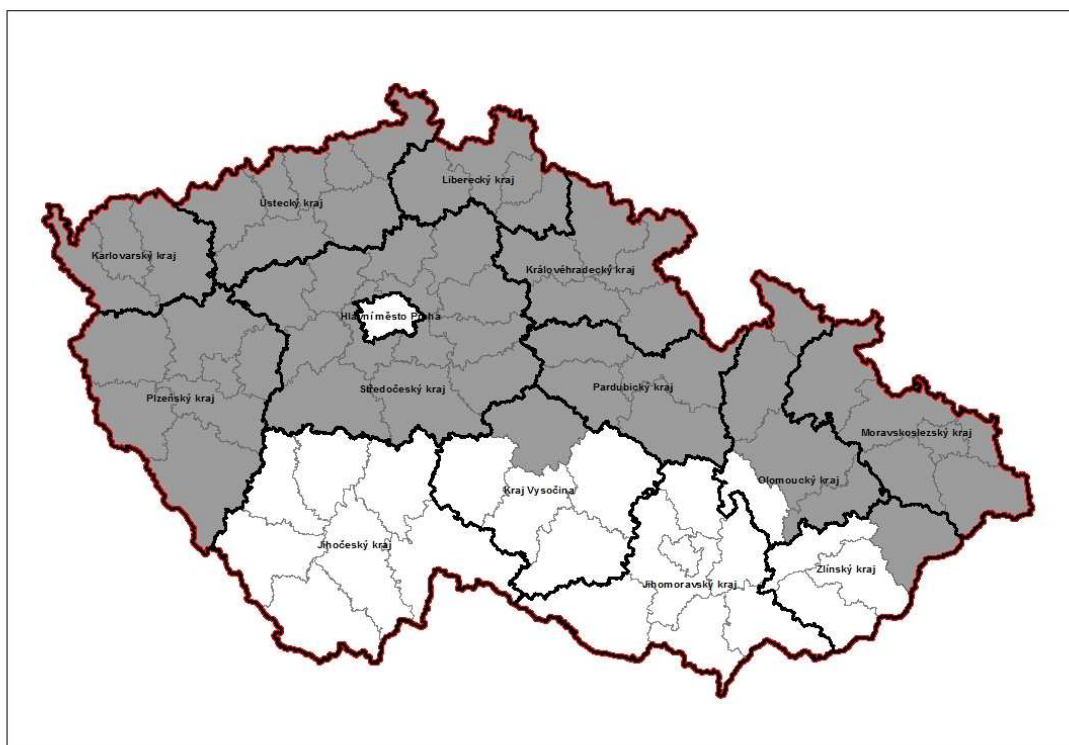 Liberecký kraj
Ústecký kraj
Karlovarský kraj
Královéhradecký kraj
Hlavní město Praha
Středočeský kraj
Pardubický kraj
Plzeňský kraj
Moravskoslezský kraj
Olomoucký kraj
Kraj Vysočina
Jihočeský kraj
Zlínský kraj
Jihomoravský kraj